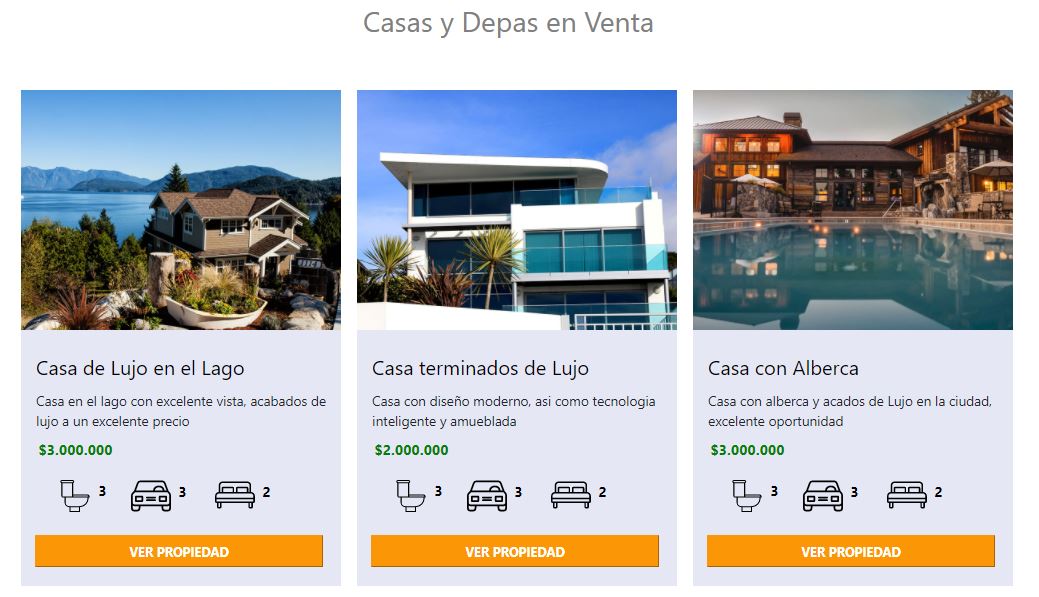 Casas y Depas en Venta
Casa de Lujo en el Lago
Casa en el lago con excelente vista, acabados de
lujo a un excelente precio
$3.000.000
3 3 2
VER PROPIEDAD
Casa terminados de Lujo
Casa con diseño moderno, asi como tecnologia
inteligente y amueblada
$2.000.000
3 3 2
VER PROPIEDAD
Casa con Alberca
Casa con alberca y acados de Lujo en la ciudad,
excelente oportunidad
$3.000.000
3 3 2
VER PROPIEDAD